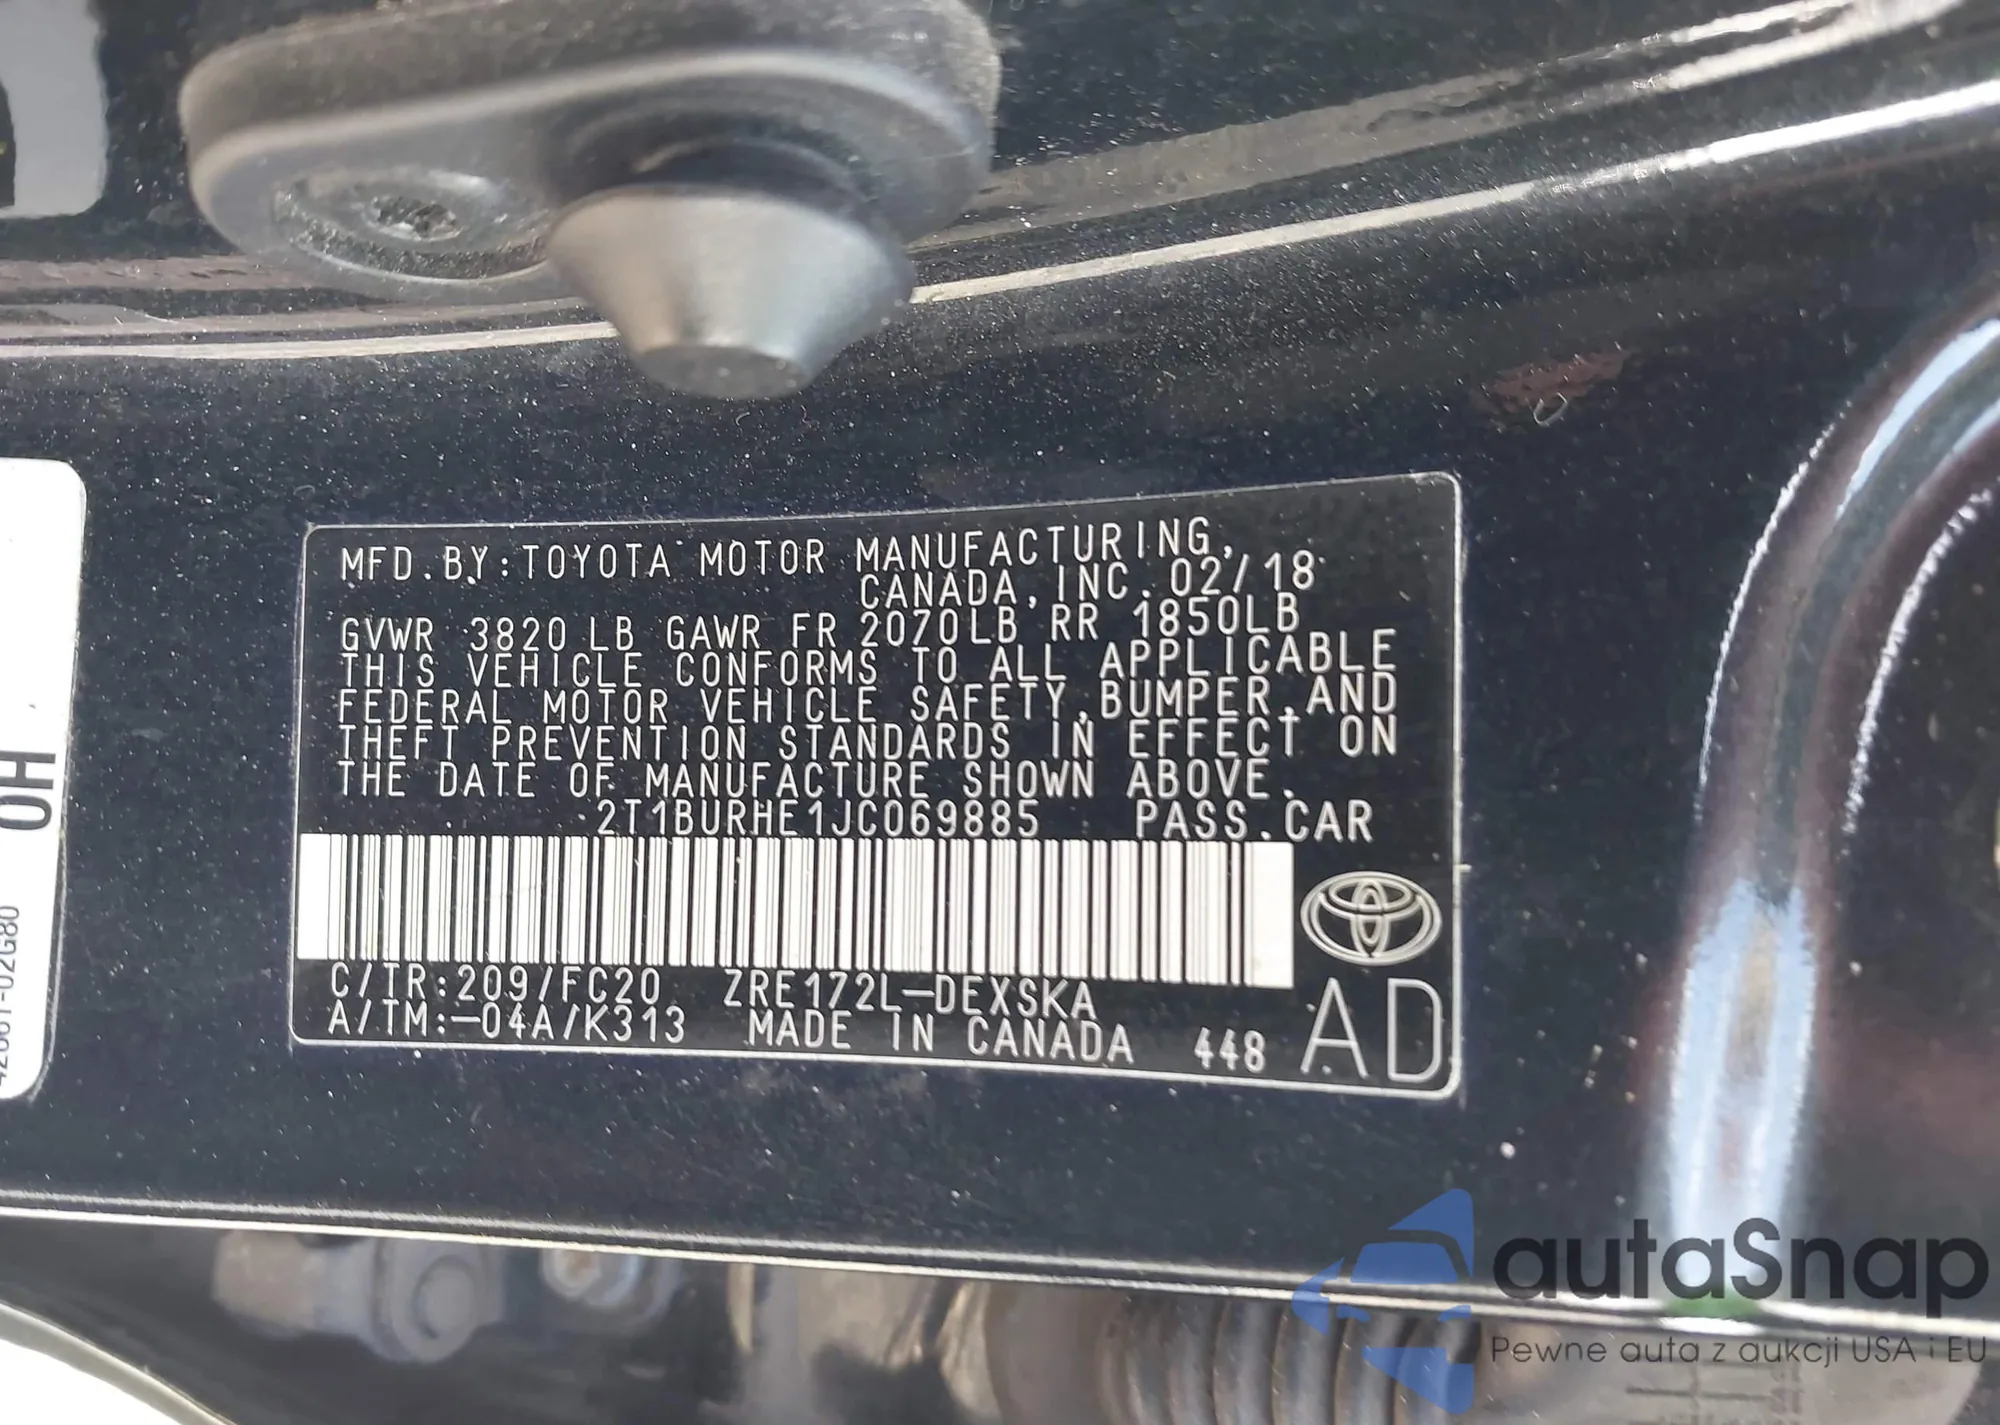 MFD.BY:TOYOTA MOTOR MANUFACTURING,
CANADA,INC. 02/18
GVWR 3820LB GAWR FR 2070LB RR 1850LB
THIS VEHICLE CONFORMS TO ALL APPLICABLE
FEDERAL MOTOR VEHICLE SAFETY,BUMPER,AND
THEFT PREVENTION STANDARDS IN EFFECT ON
THE DATE OF MANUFACTURE SHOWN ABOVE.
2T1BURHE1JC069885 PASS.CAR
C/TR:209/FC20 ZRE172L-DEXSKA
A/TM:-04A/K313 MADE IN CANADA 448
AD
autaSnap
Pewne auta z aukcji USA i EU